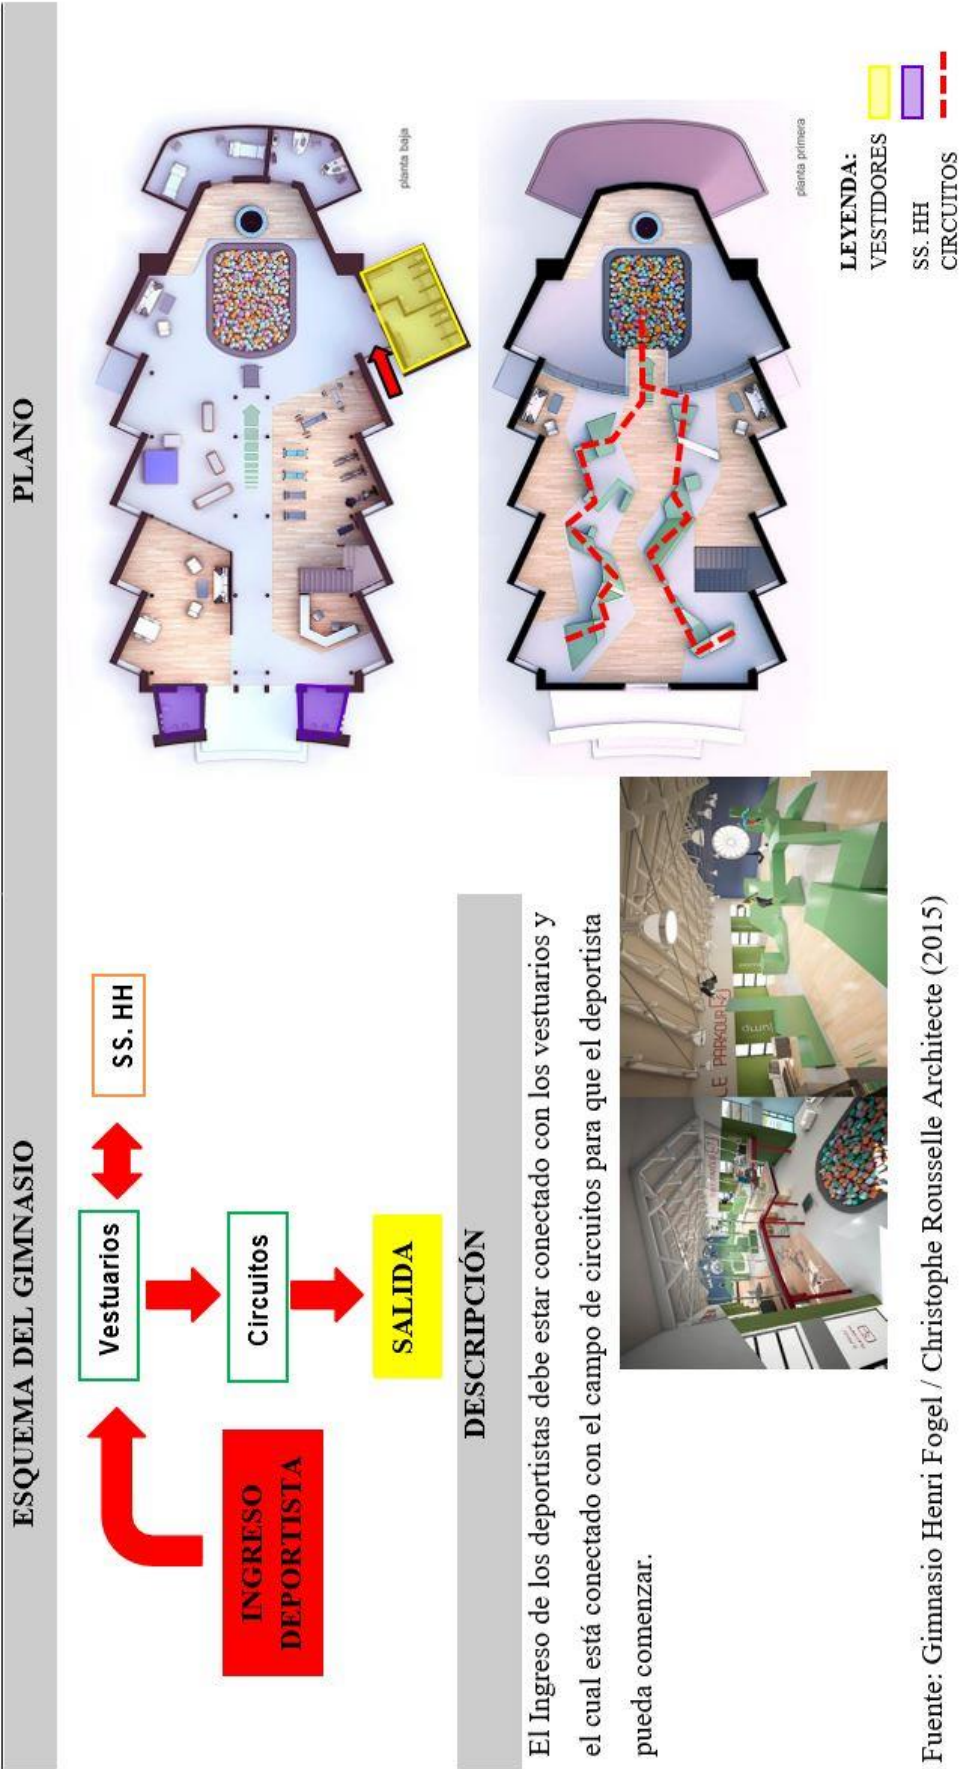 ESQUEMA DEL GIMNASIO
PLANO
INGRESO
DEPORTISTA
Vestuarios
SS. HH
Circuitos
SALIDA
DESCRIPCIÓN
El Ingreso de los deportistas debe estar conectado con los vestuarios y
el cual está conectado con el campo de circuitos para que el deportista
pueda comenzar.
LE PARKOUR
jump
planta baja
planta primera
LEYENDA:
VESTIDORES
SS. HH
CIRCUITOS
Fuente: Gimnasio Henri Fogel / Christophe Rousselle Architecte (2015)